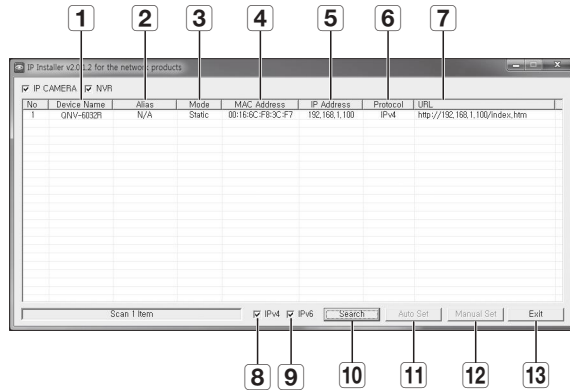 1 2 3 4 5 6 7
IP Installer v2.0.1.2 for the network products
IP CAMERA NVR
No Device Name Alias Mode MAC Address IP Address Protocol URL
1 QNV-6032R N/A Static 00:16:6C:F8:3C:F7 192,168,1,100 IPv4 http://192,168,1,100/index,htm
Scan 1 Item IPv4 IPv6 Search Auto Set Manual Set Exit
8 9 10 11 12 13